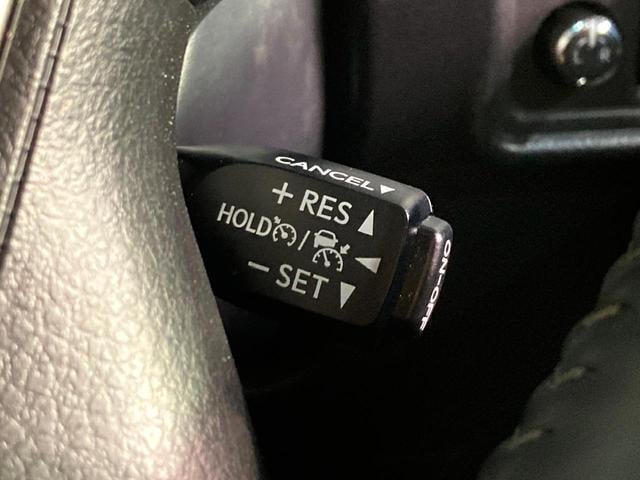 CANCEL▼
+ RES ▲
HOLD /
− SET ▼
ON-OFF